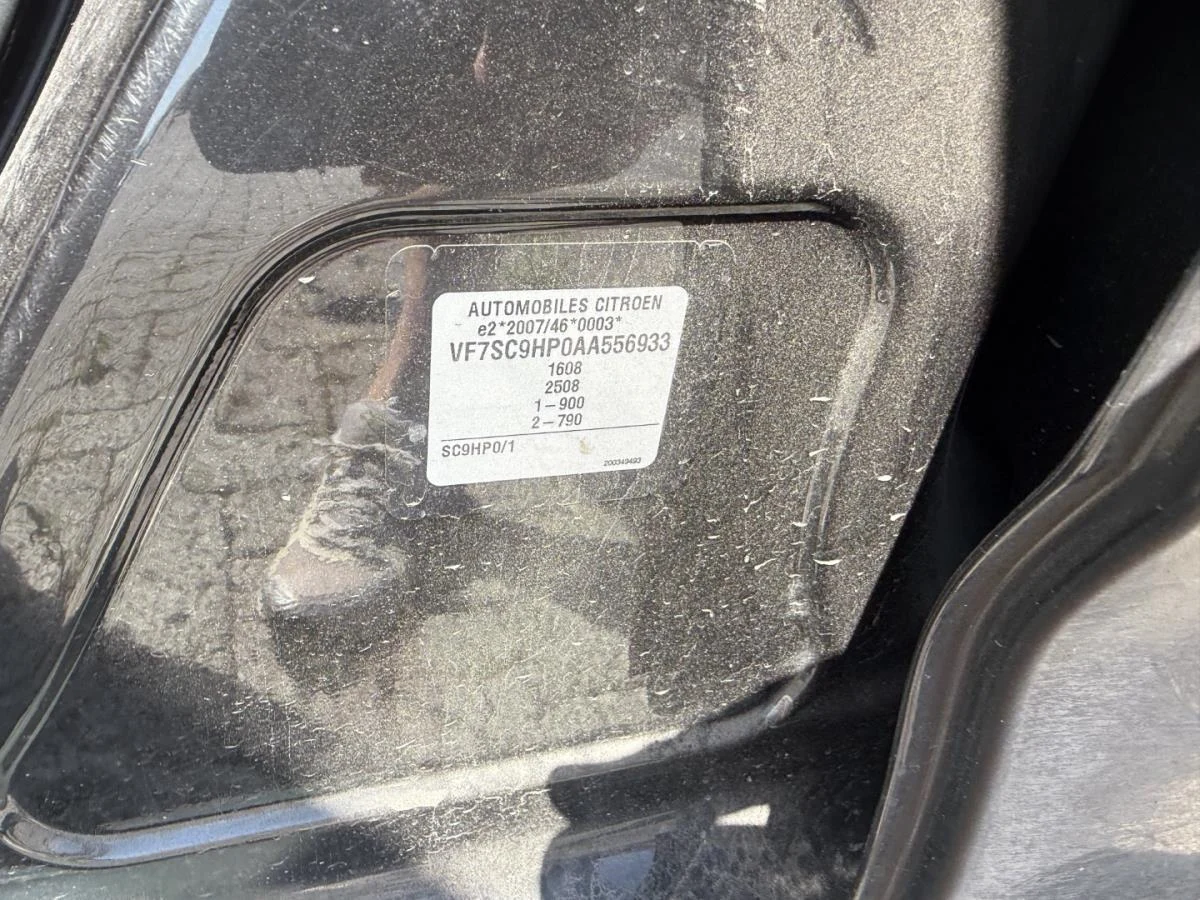 AUTOMOBILES CITROEN
e2*2007/46*0003*
VF7SC9HP0AA556933
1608
2508
1-900
2-790
SC9HP0/1
200349493